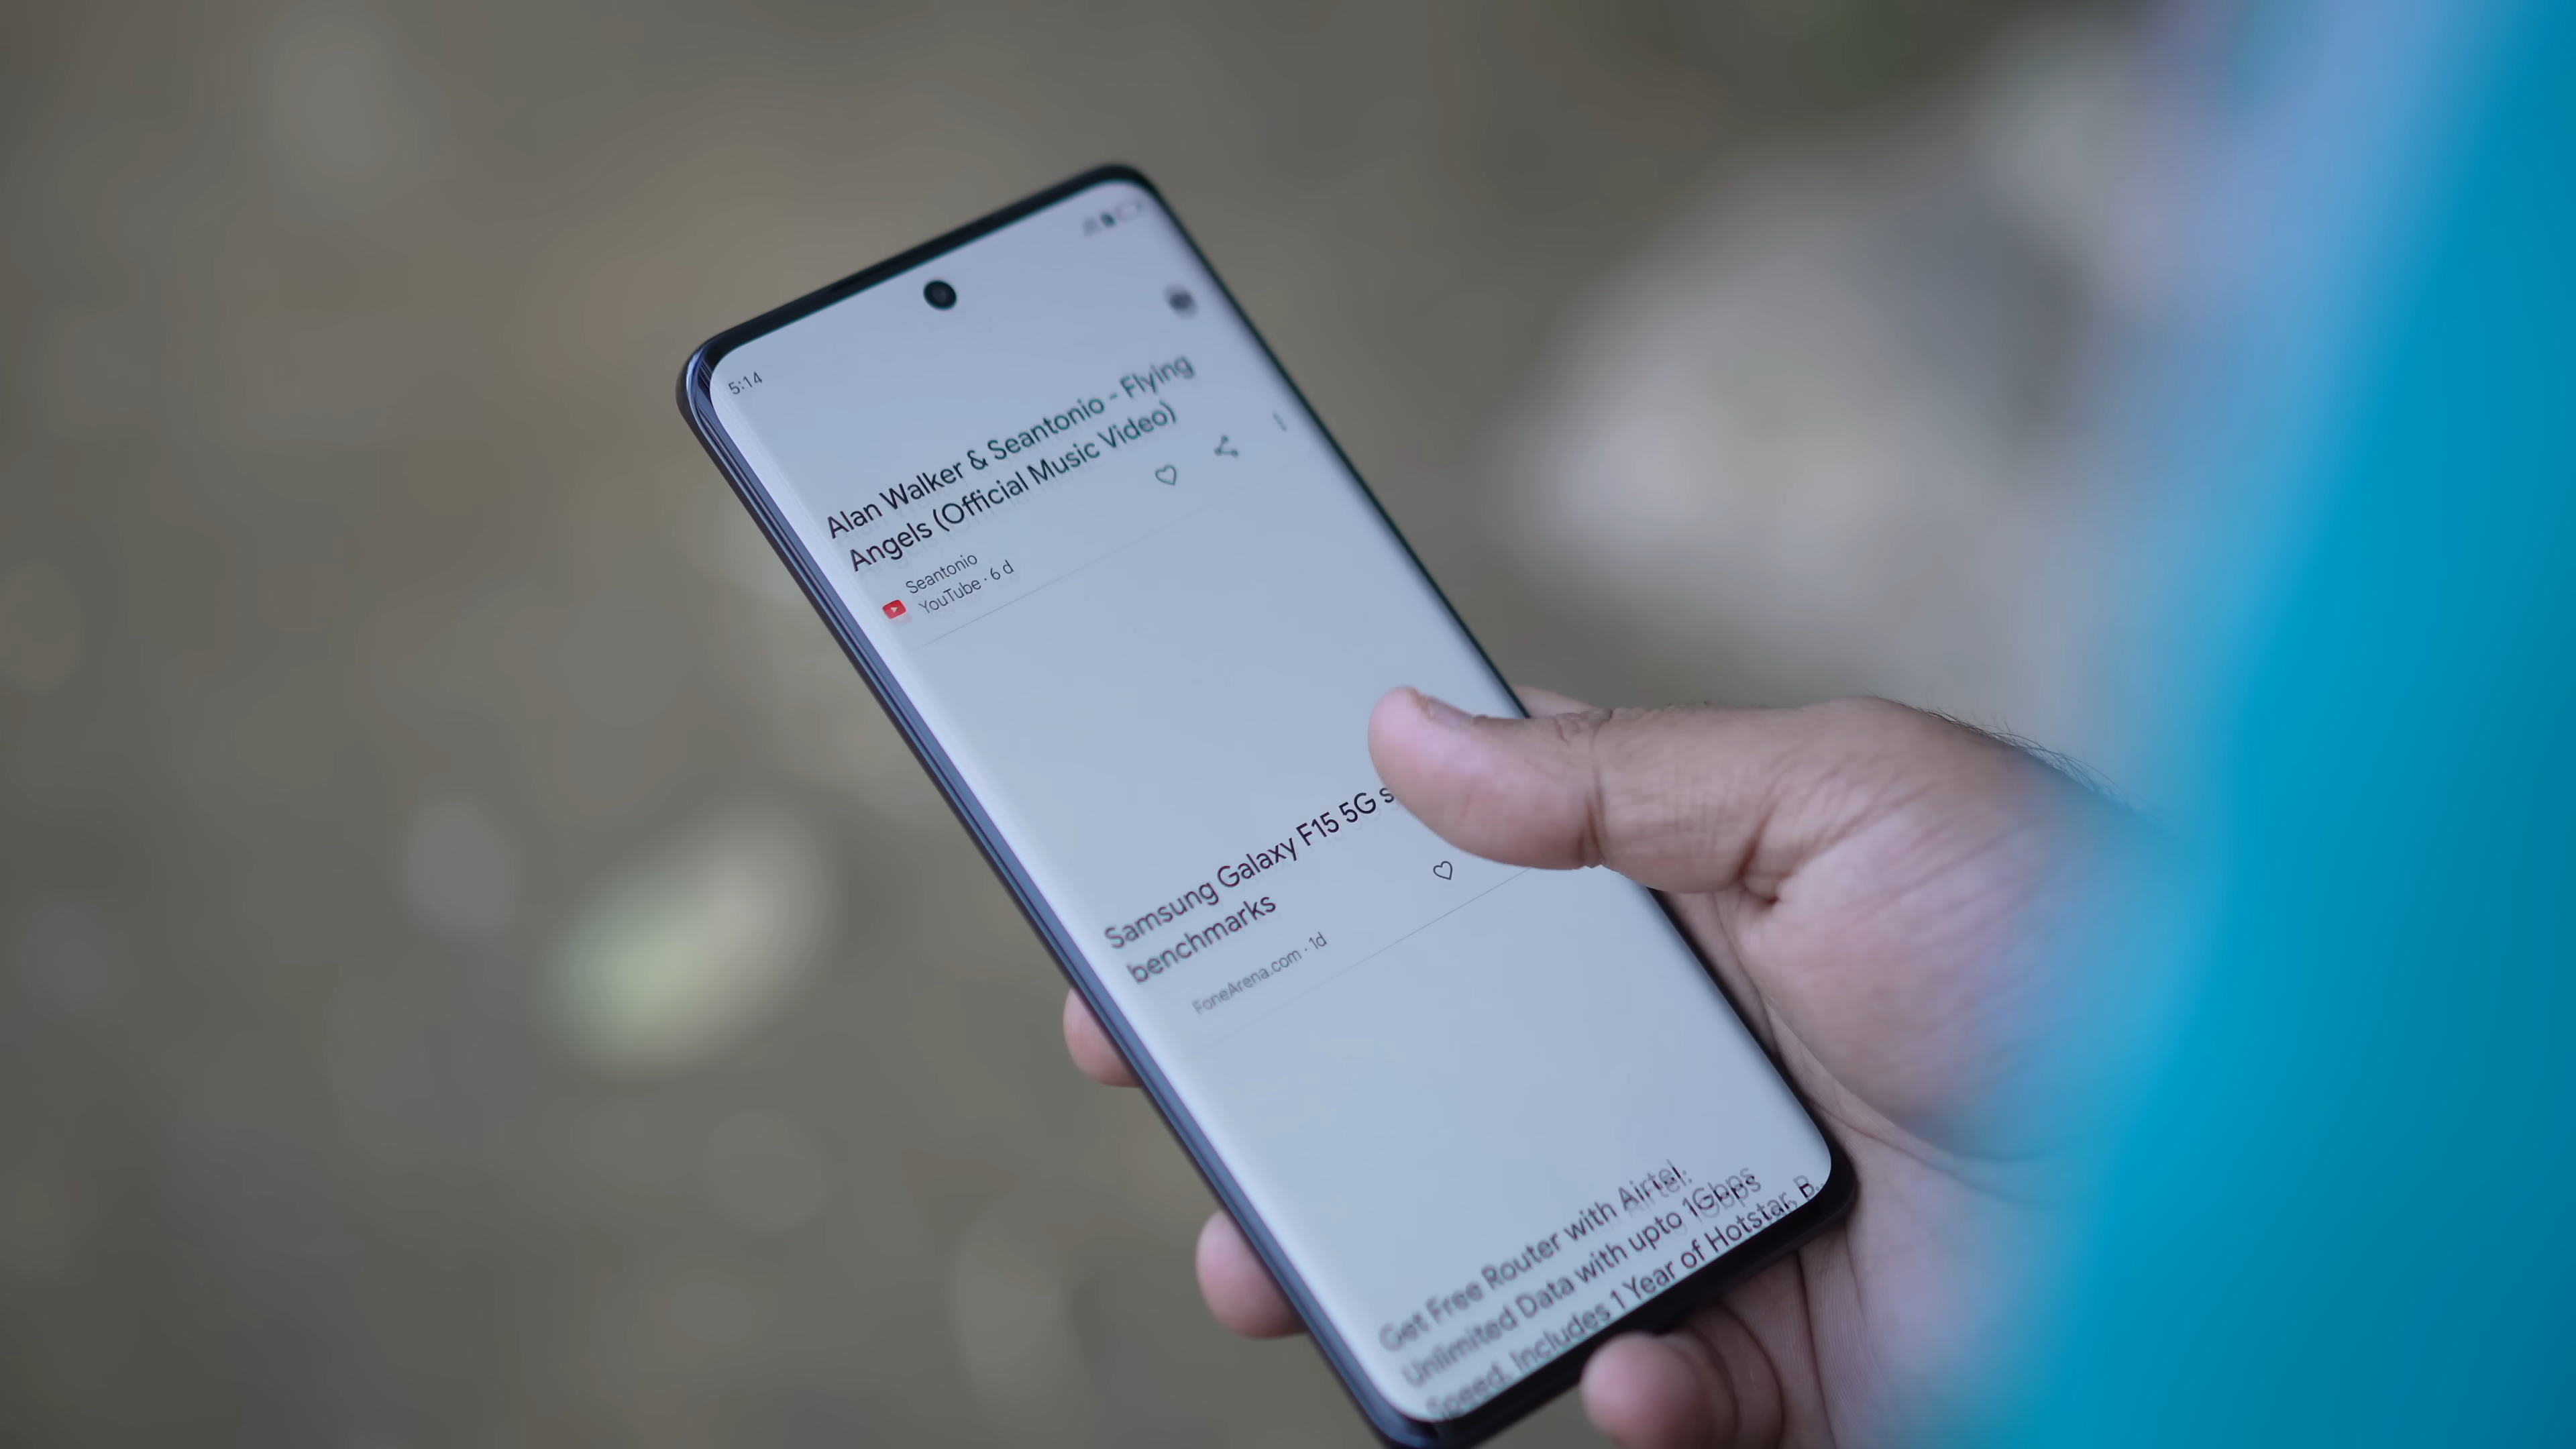 5:14
Alan Walker & Seantonio - Flying
Angels (Official Music Video)
Seantonio
YouTube · 6 d
Samsung Galaxy F15 5G s
benchmarks
FoneArena.com · 1d
Get Free Router with Airtel.
Unlimited Data with upto 1Gbps
Speed. Includes 1 Year of Hotstar, P...